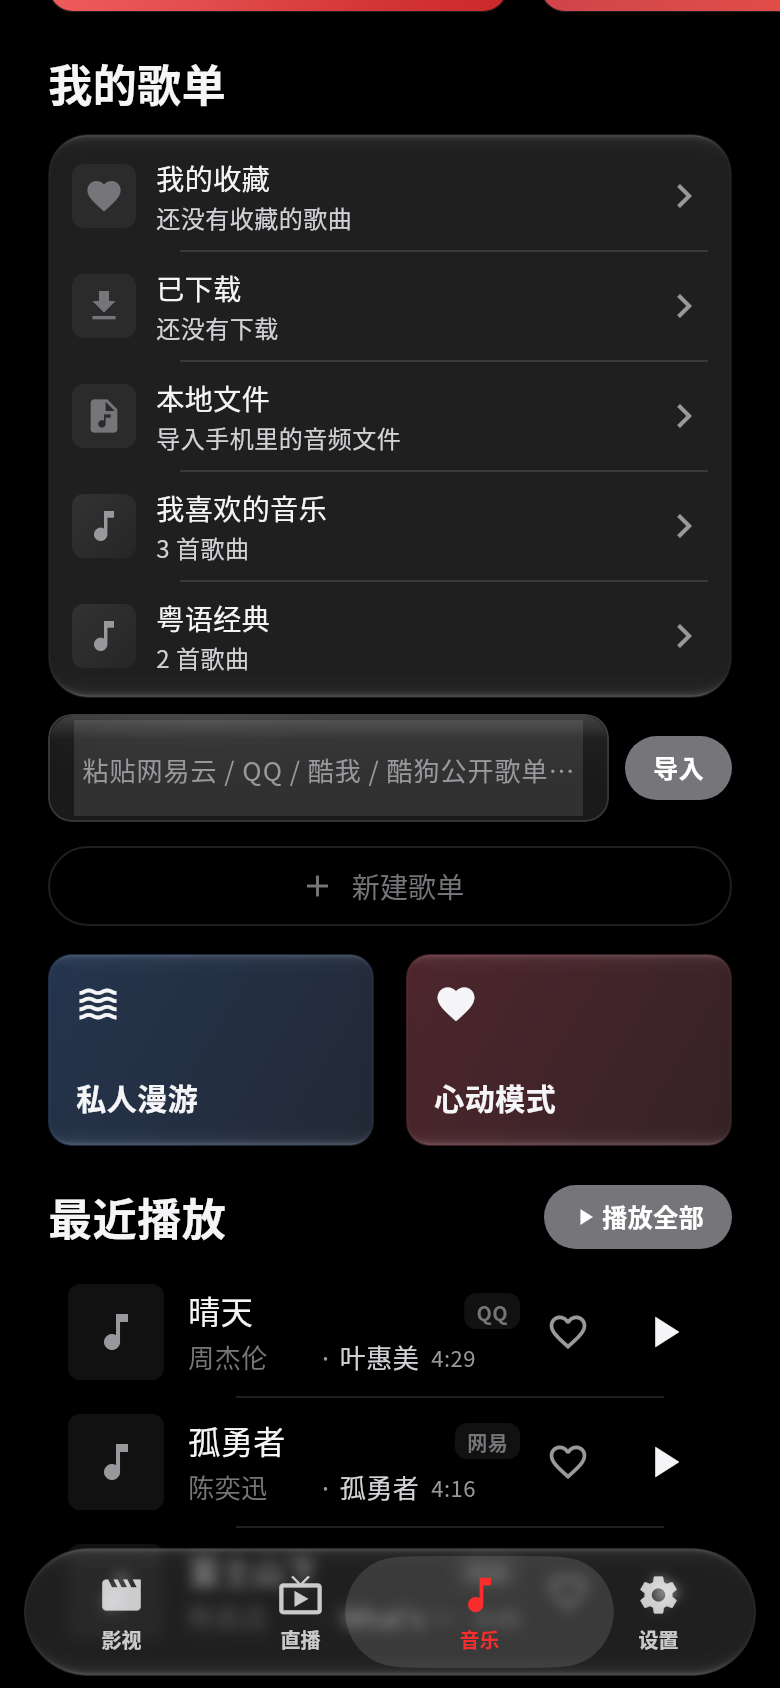 我的歌单
我的收藏
还没有收藏的歌曲
已下载
还没有下载
本地文件
导入手机里的音频文件
我喜欢的音乐
3 首歌曲
粤语经典
2 首歌曲
粘贴网易云 / QQ / 酷我 / 酷狗公开歌单…
导入
新建歌单
私人漫游
心动模式
最近播放
播放全部
晴天
QQ
周杰伦 · 叶惠美 4:29
孤勇者
网易
陈奕迅 · 孤勇者 4:16
影视
直播
音乐
设置